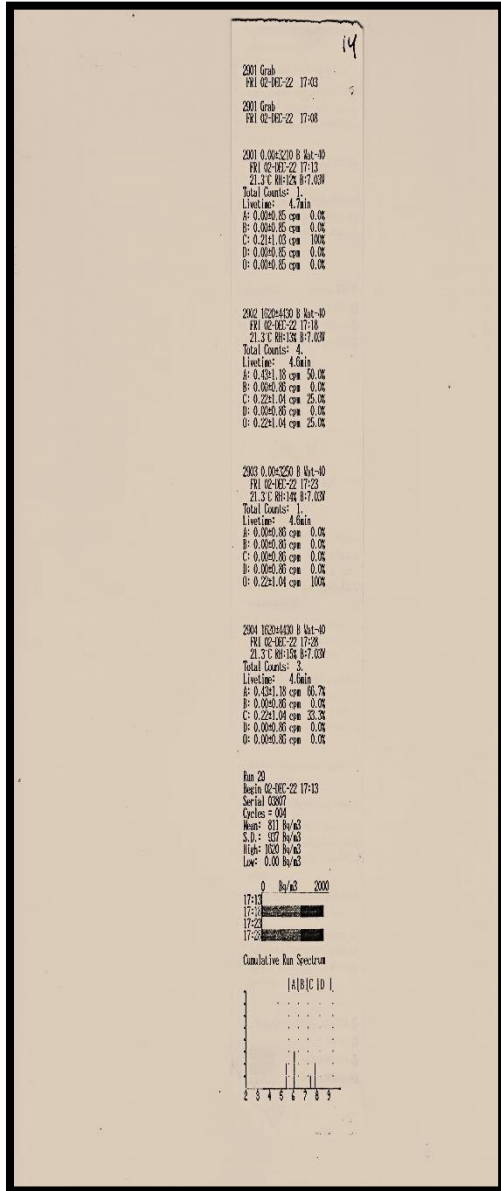 14
2901 Grab
FRI 02-DEC-22 17:03
2901 Grab
FRI 02-DEC-22 17:08
2901 0.00±3210 B Wat-40
FRI 02-DEC-22 17:13
21.3°C RH:12% B:7.03V
Total Counts: 1.
Livetime: 4.7min
A: 0.00±0.85 cpm 0.0%
B: 0.00±0.85 cpm 0.0%
C: 0.21±1.03 cpm 100%
D: 0.00±0.85 cpm 0.0%
O: 0.00±0.85 cpm 0.0%
2902 1620±4430 B Wat-40
FRI 02-DEC-22 17:18
21.3°C RH:13% B:7.03V
Total Counts: 4.
Livetime: 4.6min
A: 0.43±1.18 cpm 50.0%
B: 0.00±0.86 cpm 0.0%
C: 0.22±1.04 cpm 25.0%
D: 0.00±0.86 cpm 0.0%
O: 0.22±1.04 cpm 25.0%
2903 0.00±3250 B Wat-40
FRI 02-DEC-22 17:23
21.3°C RH:14% B:7.03V
Total Counts: 1.
Livetime: 4.6min
A: 0.00±0.86 cpm 0.0%
B: 0.00±0.86 cpm 0.0%
C: 0.00±0.86 cpm 0.0%
D: 0.00±0.86 cpm 0.0%
O: 0.22±1.04 cpm 100%
2904 1620±4430 B Wat-40
FRI 02-DEC-22 17:28
21.3°C RH:15% B:7.03V
Total Counts: 3.
Livetime: 4.6min
A: 0.43±1.18 cpm 66.7%
B: 0.00±0.86 cpm 0.0%
C: 0.22±1.04 cpm 33.3%
D: 0.00±0.86 cpm 0.0%
O: 0.00±0.86 cpm 0.0%
Run 29
Begin 02-DEC-22 17:13
Serial 03807
Cycles = 004
Mean: 811 Bq/m3
S.D.: 937 Bq/m3
High: 1620 Bq/m3
Low: 0.00 Bq/m3
0 Bq/m3 2000
17:13
17:18
17:23
17:28
Cumulative Run Spectrum
|A|B|C|D|
2 3 4 5 6 7 8 9